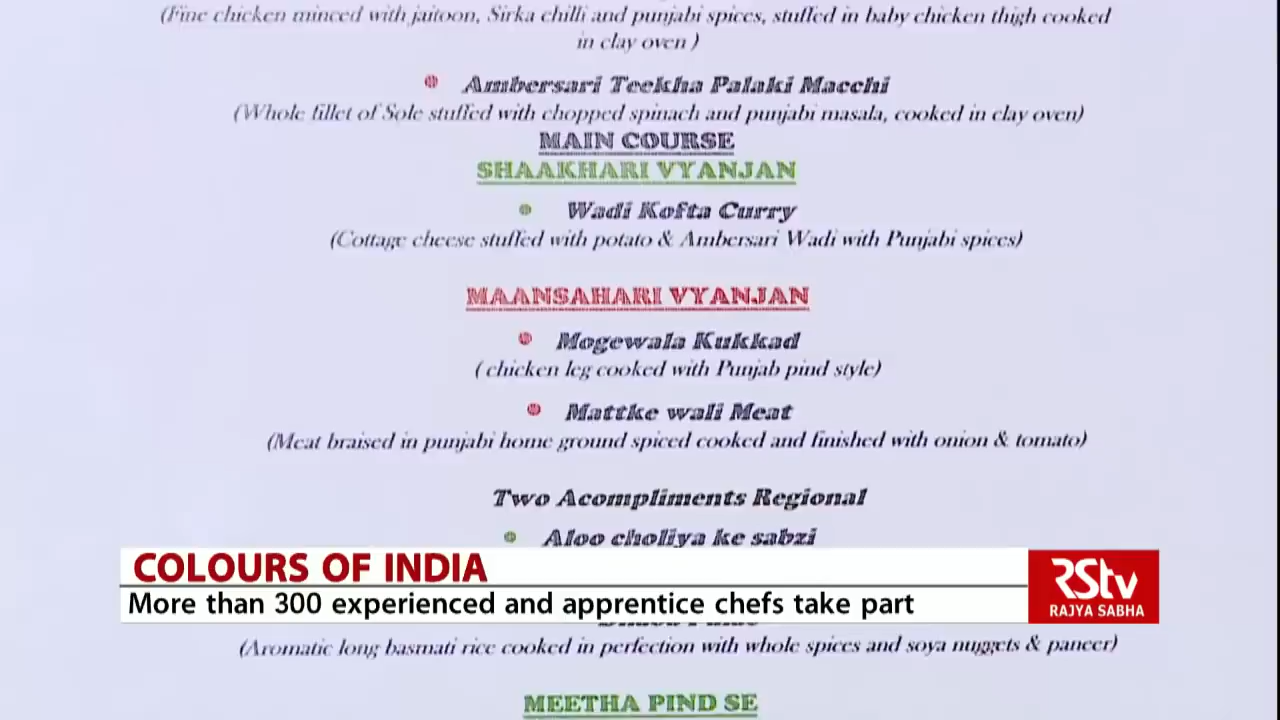 (Fine chicken minced with jaitoon, Sirka chilli and punjabi spices, stuffed in baby chicken thigh cooked
in clay oven )
Ambersari Teekha Palaki Macchi
(Whole fillet of Sole stuffed with chopped spinach and punjabi masala, cooked in clay oven)
MAIN COURSE
SHAAKHARI VYANJAN
Wadi Kofta Curry
(Cottage cheese stuffed with potato & Ambersari Wadi with Punjabi spices)
MAANSAHARI VYANJAN
Mogewala Kukkad
( chicken leg cooked with Punjab pind style)
Mattke wali Meat
(Meat braised in punjabi home ground spiced cooked and finished with onion & tomato)
Two Acompliments Regional
Aloo choliya ke sabzi
COLOURS OF INDIA
More than 300 experienced and apprentice chefs take part
RStv
RAJYA SABHA
(Aromatic long basmati rice cooked in perfection with whole spices and soya nuggets & paneer)
MEETHA PIND SE